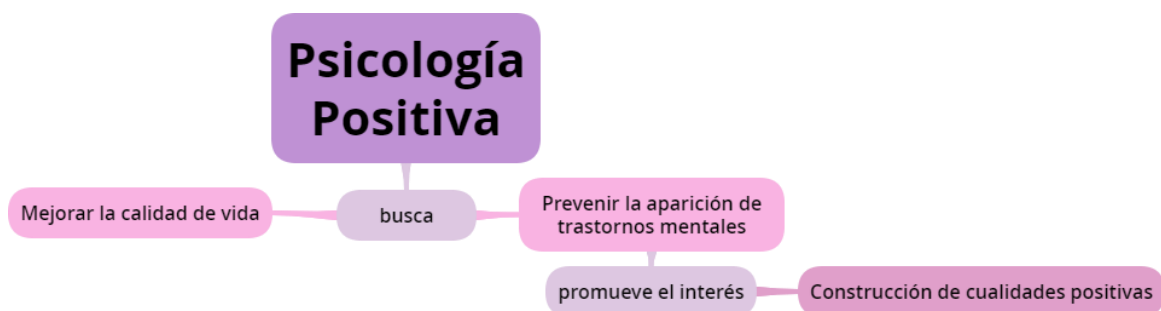 Psicología
Positiva
Mejorar la calidad de vida
busca
Prevenir la aparición de
trastornos mentales
promueve el interés
Construcción de cualidades positivas